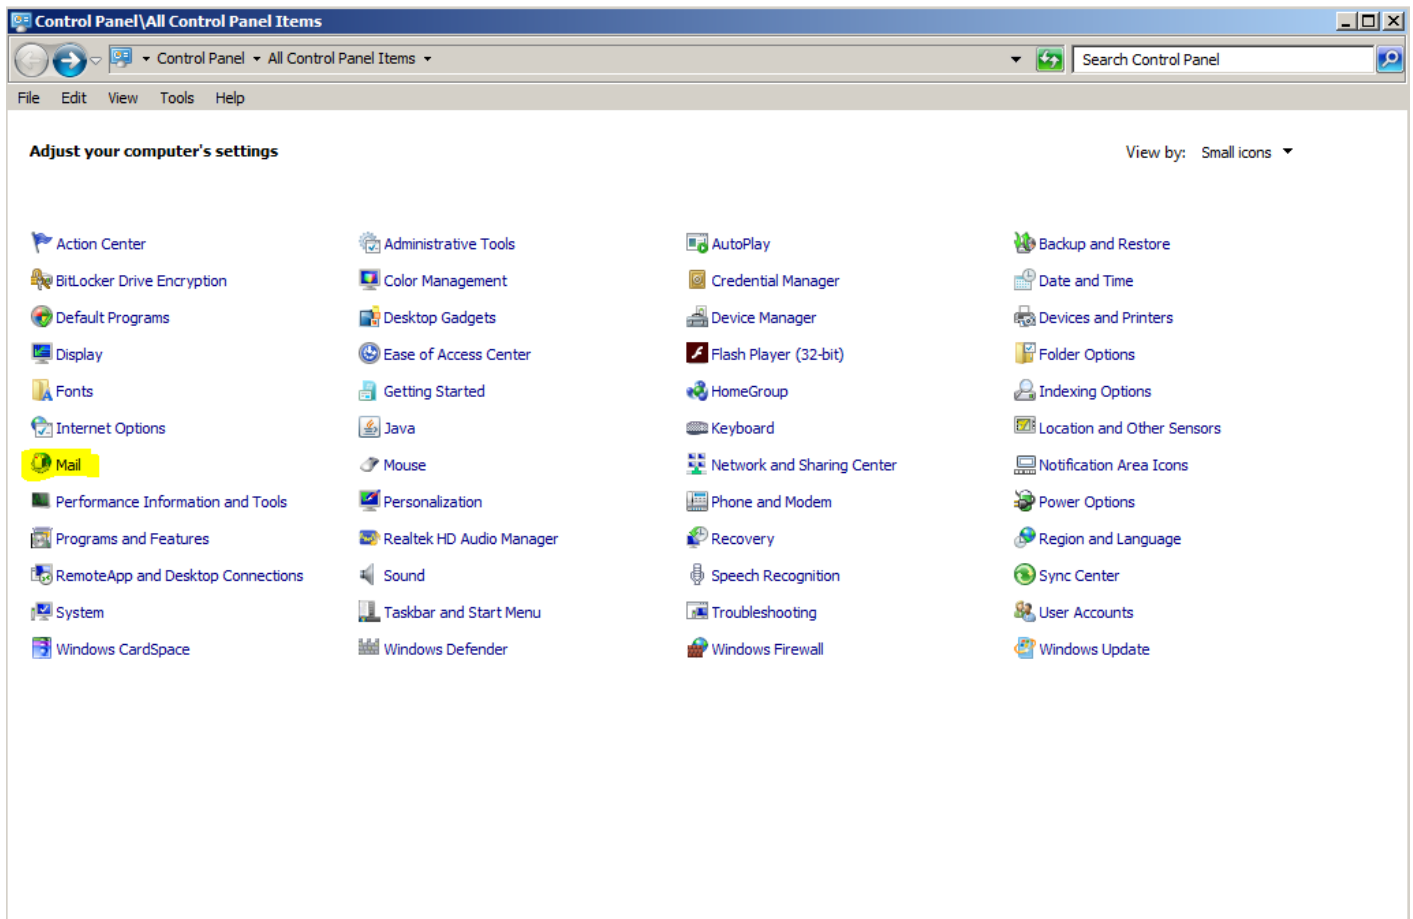 Control Panel\All Control Panel Items
Control Panel All Control Panel Items Search Control Panel
File Edit View Tools Help
Adjust your computer's settings View by: Small icons
Action Center Administrative Tools AutoPlay Backup and Restore
BitLocker Drive Encryption Color Management Credential Manager Date and Time
Default Programs Desktop Gadgets Device Manager Devices and Printers
Display Ease of Access Center Flash Player (32-bit) Folder Options
Fonts Getting Started HomeGroup Indexing Options
Internet Options Java Keyboard Location and Other Sensors
Mail Mouse Network and Sharing Center Notification Area Icons
Performance Information and Tools Personalization Phone and Modem Power Options
Programs and Features Realtek HD Audio Manager Recovery Region and Language
RemoteApp and Desktop Connections Sound Speech Recognition Sync Center
System Taskbar and Start Menu Troubleshooting User Accounts
Windows CardSpace Windows Defender Windows Firewall Windows Update